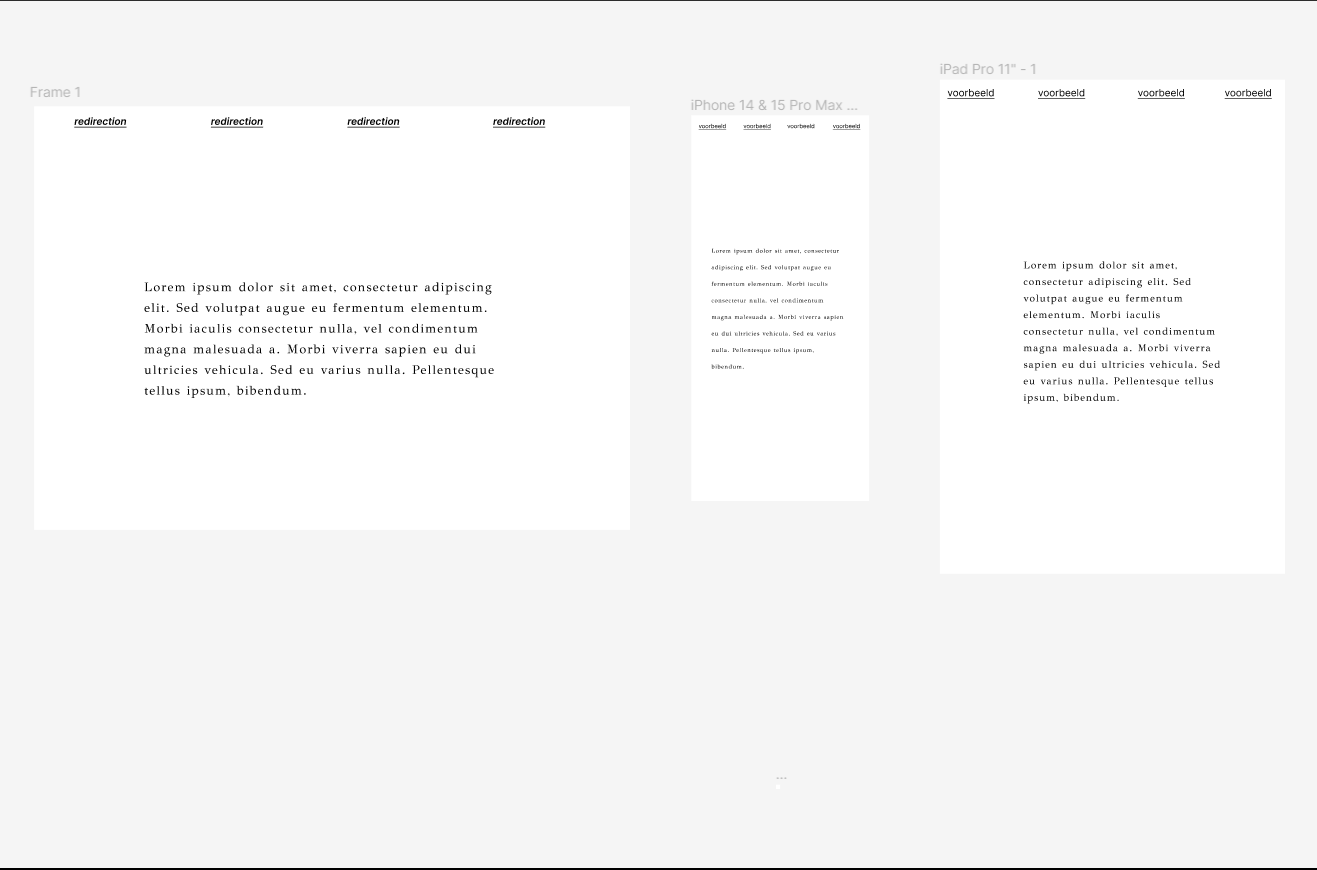 Frame 1
redirection redirection redirection redirection
Lorem ipsum dolor sit amet, consectetur adipiscing
elit. Sed volutpat augue eu fermentum elementum.
Morbi iaculis consectetur nulla, vel condimentum
magna malesuada a. Morbi viverra sapien eu dui
ultricies vehicula. Sed eu varius nulla. Pellentesque
tellus ipsum, bibendum.
iPhone 14 & 15 Pro Max ...
voorbeeld voorbeeld voorbeeld voorbeeld
Lorem ipsum dolor sit amet, consectetur
adipiscing elit. Sed volutpat augue eu
fermentum elementum. Morbi iaculis
consectetur nulla, vel condimentum
magna malesuada a. Morbi viverra sapien
eu dui ultricies vehicula. Sed eu varius
nulla. Pellentesque tellus ipsum,
bibendum.
...
iPad Pro 11" - 1
voorbeeld voorbeeld voorbeeld voorbeeld
Lorem ipsum dolor sit amet,
consectetur adipiscing elit. Sed
volutpat augue eu fermentum
elementum. Morbi iaculis
consectetur nulla, vel condimentum
magna malesuada a. Morbi viverra
sapien eu dui ultricies vehicula. Sed
eu varius nulla. Pellentesque tellus
ipsum, bibendum.